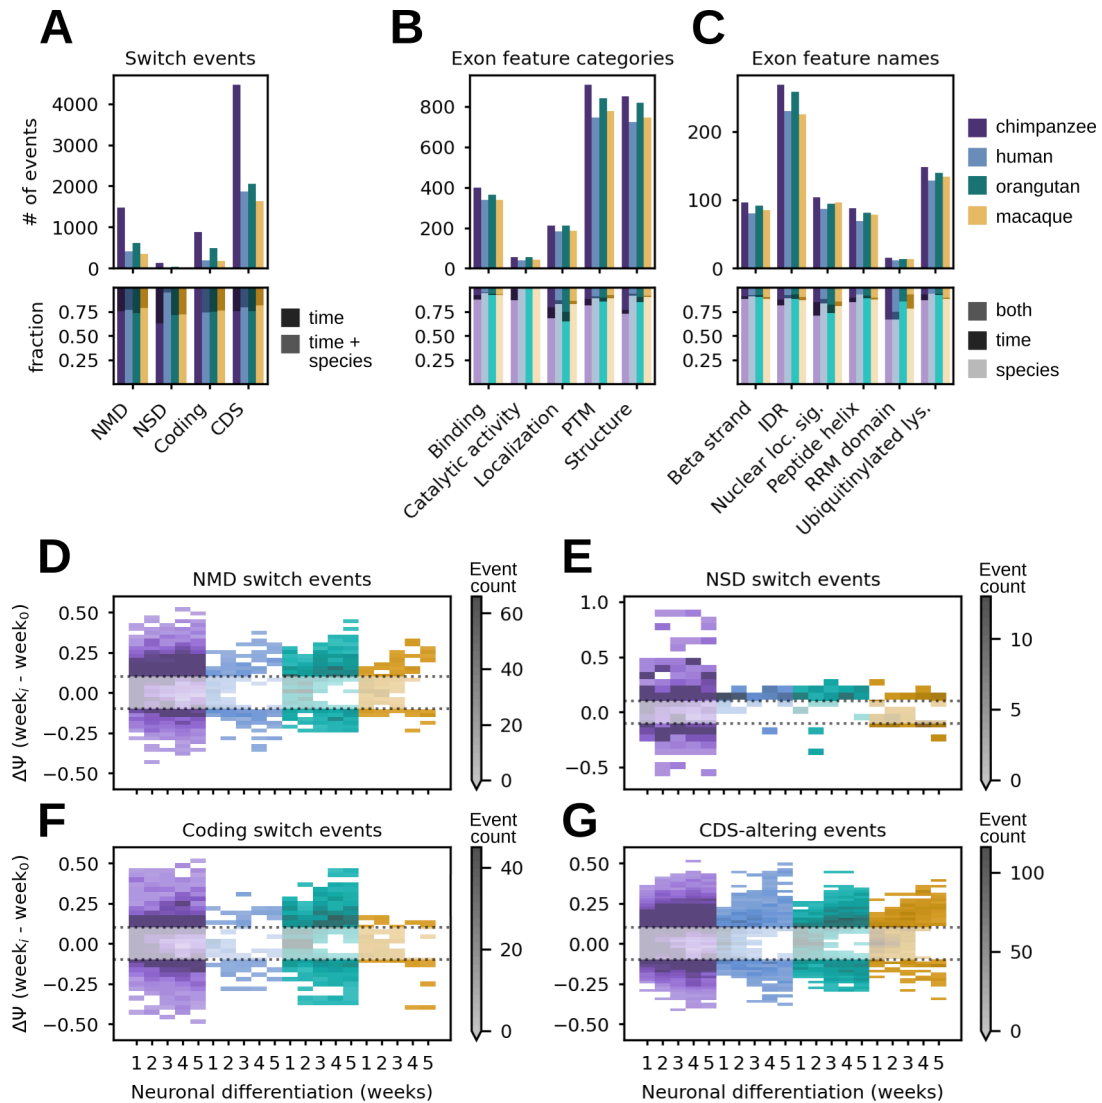 A
B
C
Switch events
Exon feature categories
Exon feature names
# of events
4000
3000
2000
1000
0
800
600
400
200
0
200
100
0
chimpanzee
human
orangutan
macaque
fraction
0.75
0.50
0.25
0.75
0.50
0.25
0.75
0.50
0.25
time
time +
species
both
time
species
NMD
NSD
Coding
CDS
Binding
Catalytic activity
Localization
PTM
Structure
Beta strand
IDR
Nuclear loc. sig.
Peptide helix
RRM domain
Ubiquitinylated lys.
D
NMD switch events
Event
count
ΔΨ (weekᵢ - week₀)
0.50
0.25
0.00
−0.25
−0.50
60
40
20
0
E
NSD switch events
Event
count
1.0
0.5
0.0
−0.5
10
5
0
F
Coding switch events
Event
count
ΔΨ (weekᵢ - week₀)
0.50
0.25
0.00
−0.25
−0.50
40
20
0
1 2 3 4 5 1 2 3 4 5 1 2 3 4 5 1 2 3 4 5
Neuronal differentiation (weeks)
G
CDS-altering events
Event
count
0.50
0.25
0.00
−0.25
−0.50
100
50
0
1 2 3 4 5 1 2 3 4 5 1 2 3 4 5 1 2 3 4 5
Neuronal differentiation (weeks)